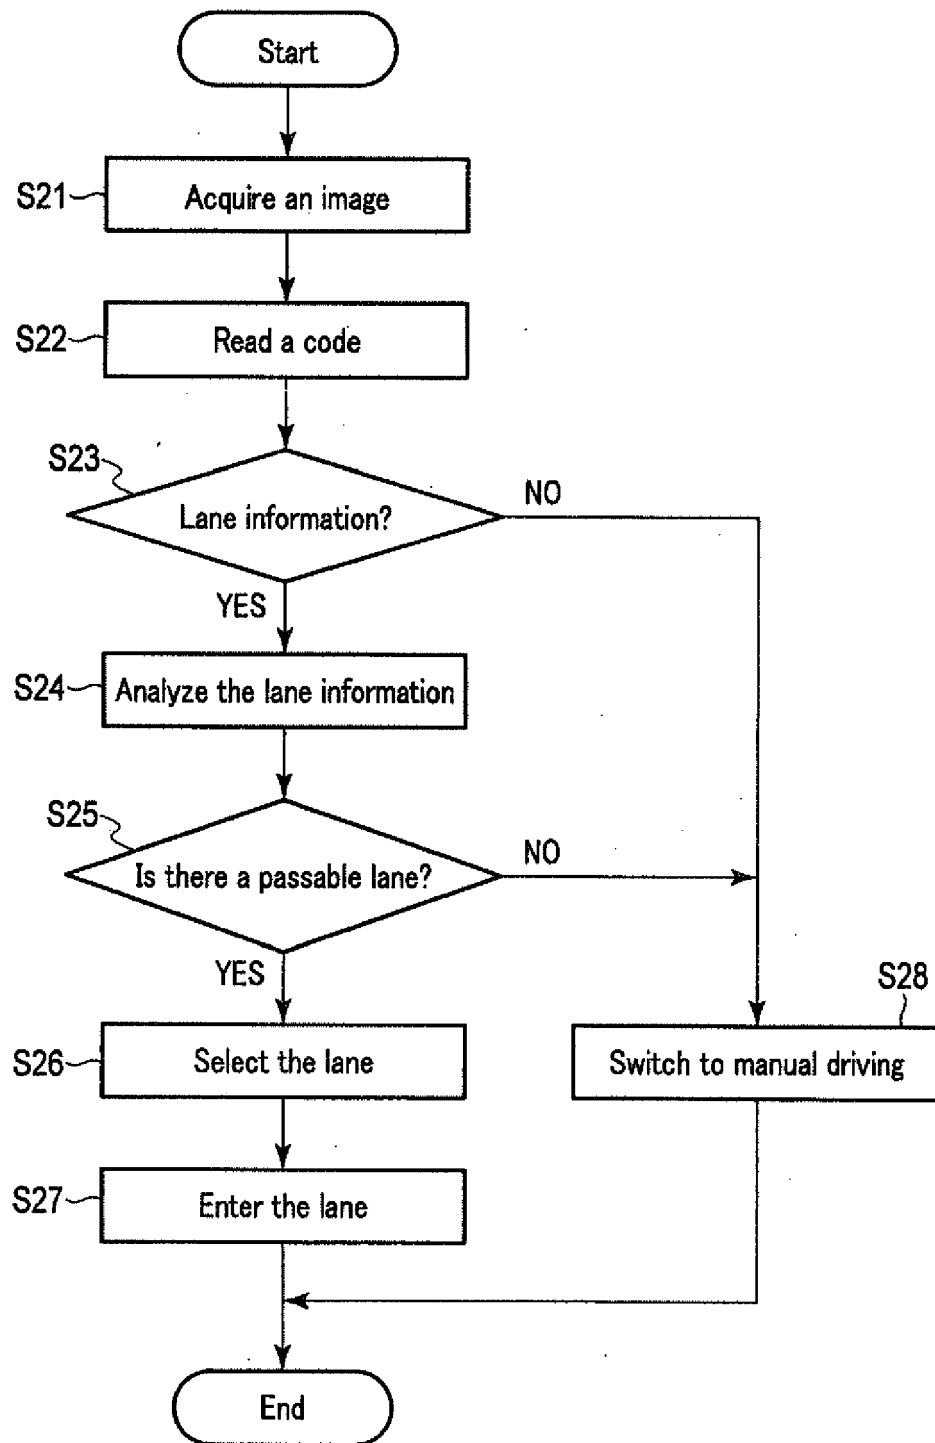 Start
S21
Acquire an image
S22
Read a code
S23
Lane information?
NO
YES
S24
Analyze the lane information
S25
Is there a passable lane?
NO
YES
S28
S26
Select the lane
Switch to manual driving
S27
Enter the lane
End